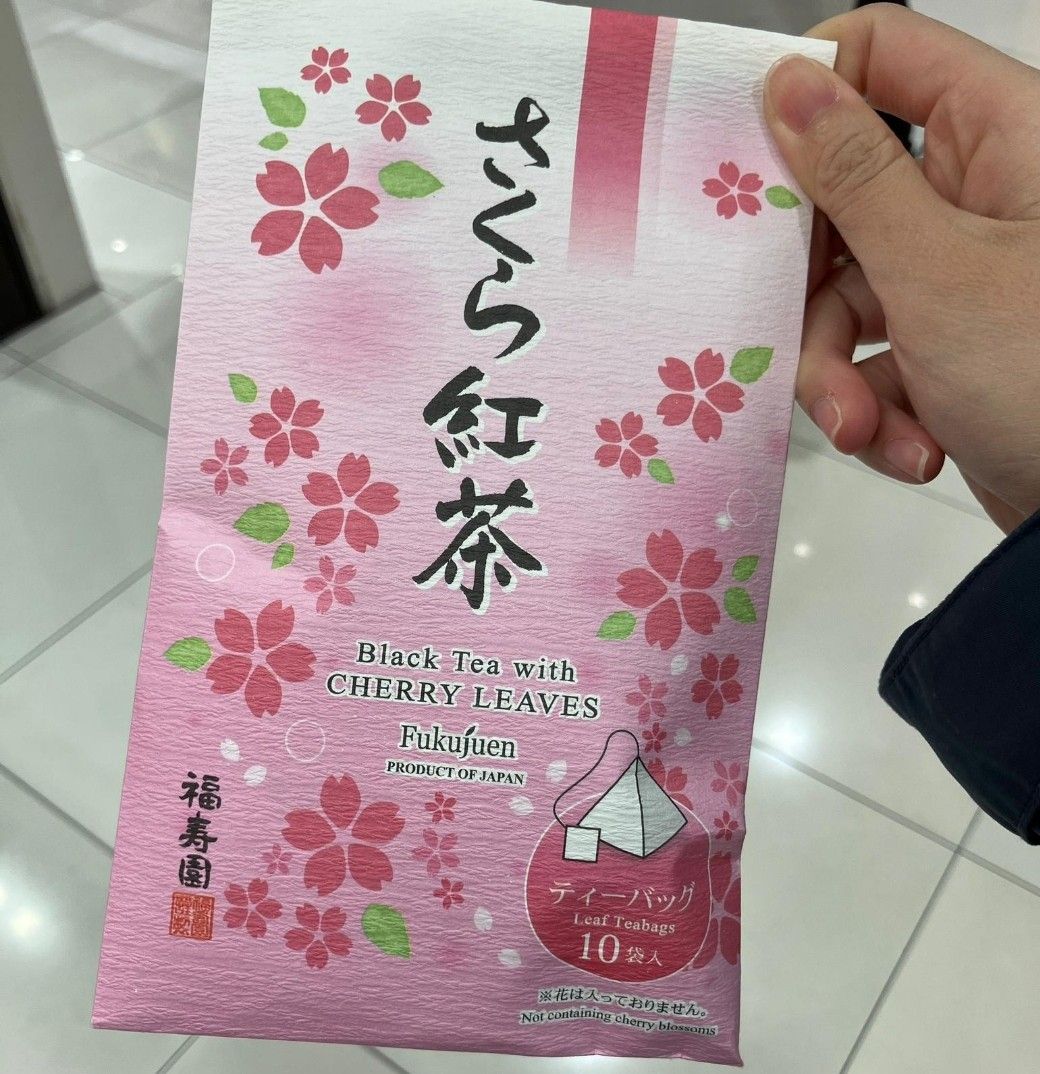 さくら紅茶
Black Tea with
CHERRY LEAVES
Fukujuen
PRODUCT OF JAPAN
福寿園
ティーバッグ
Leaf Teabags
10袋入
※花は入っておりません。
Not containing cherry blossoms